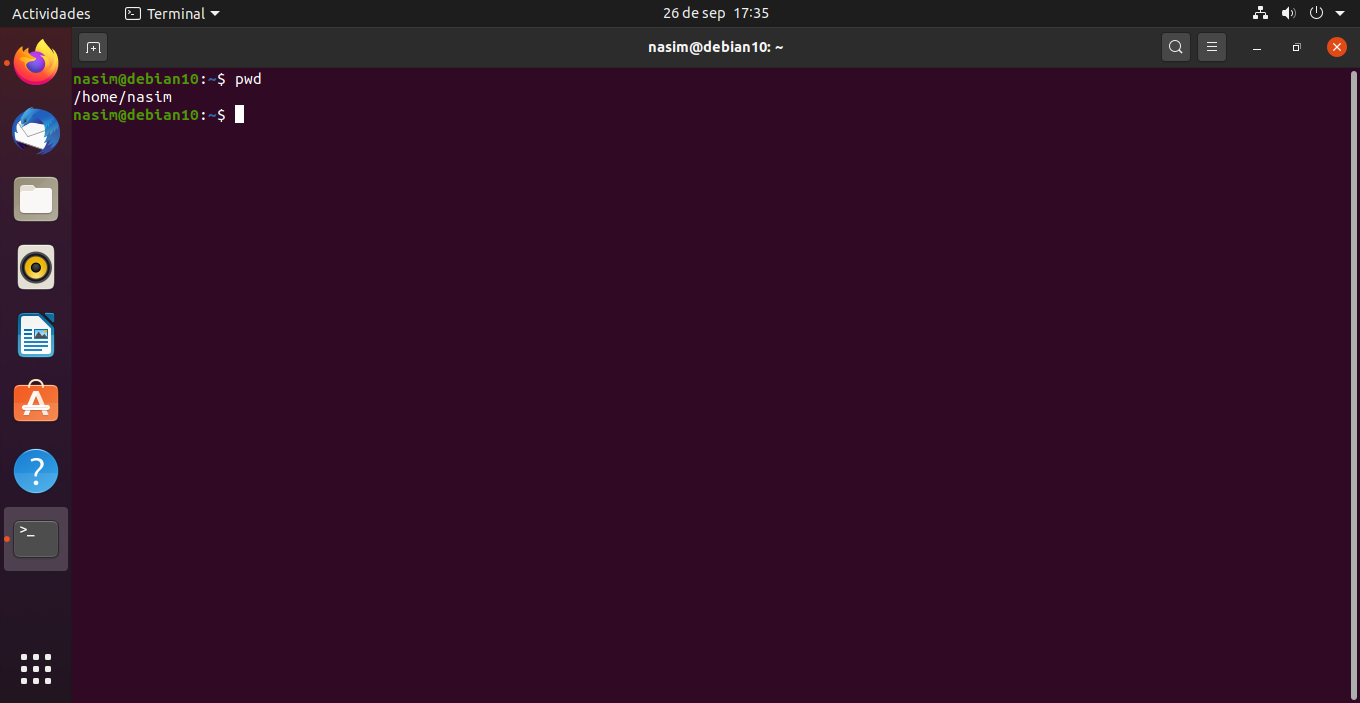 Actividades Terminal 26 de sep 17:35
nasim@debian10: ~
nasim@debian10:~$ pwd
/home/nasim
nasim@debian10:~$